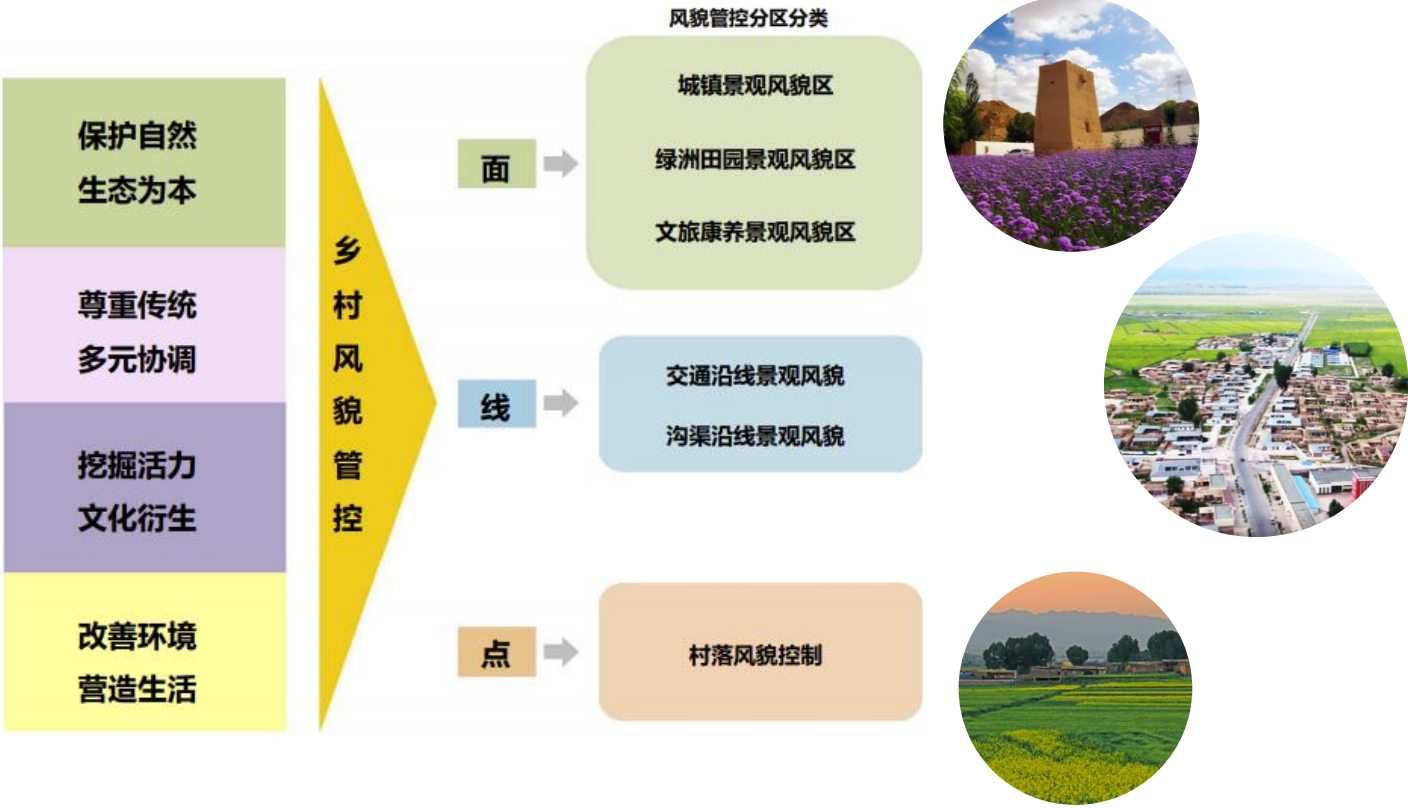 风貌管控分区分类
保护自然
生态为本
尊重传统
多元协调
挖掘活力
文化衍生
改善环境
营造生活
乡村风貌管控
面
城镇景观风貌区
绿洲田园景观风貌区
文旅康养景观风貌区
线
交通沿线景观风貌
沟渠沿线景观风貌
点
村落风貌控制